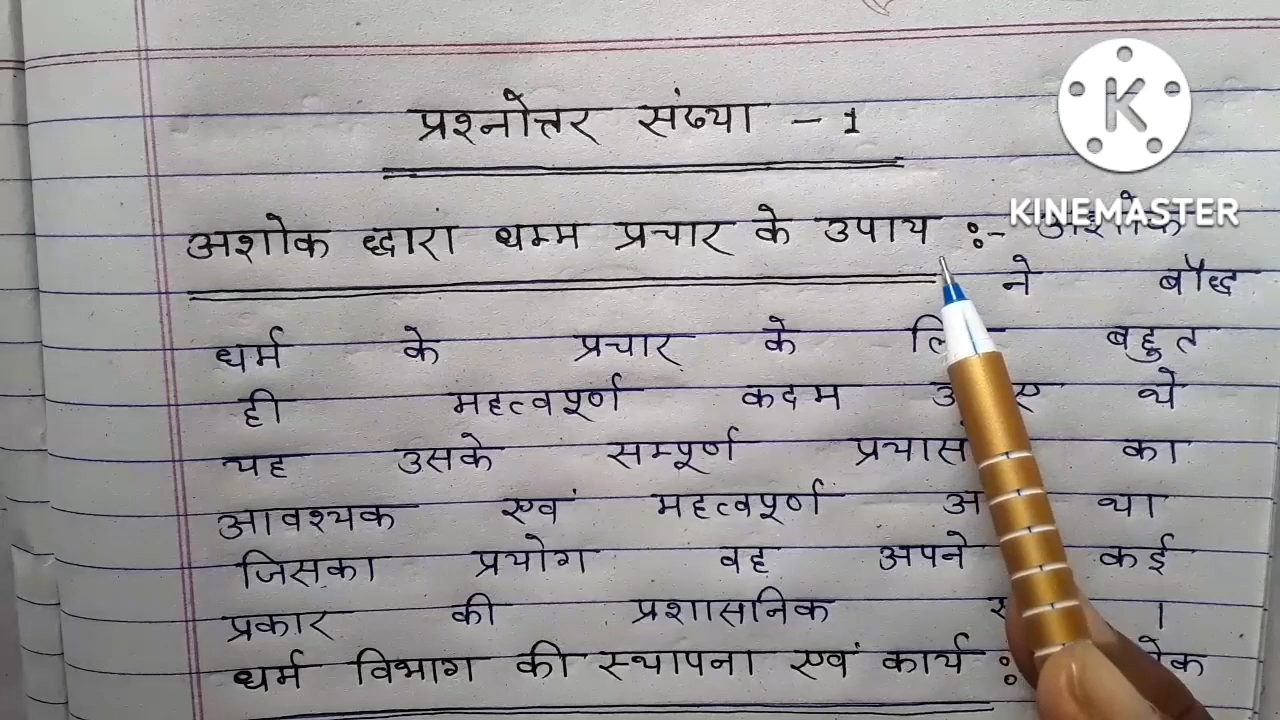 प्रश्नोत्तर संख्या - 1
K
KINEMASTER
अशोक द्धारा धम्म प्रचार के उपाय :- अशोक
ने बौद्ध
धर्म के प्रचार के बहुत
ही महत्वपूर्ण कदम थे
यह उसके सम्पूर्ण का
आवश्यक एवं महत्वपूर्ण था
जिसका प्रयोग वह अपने कई
प्रकार की प्रशासनिक ।
धर्म विभाग की स्थापना एवं कार्य :